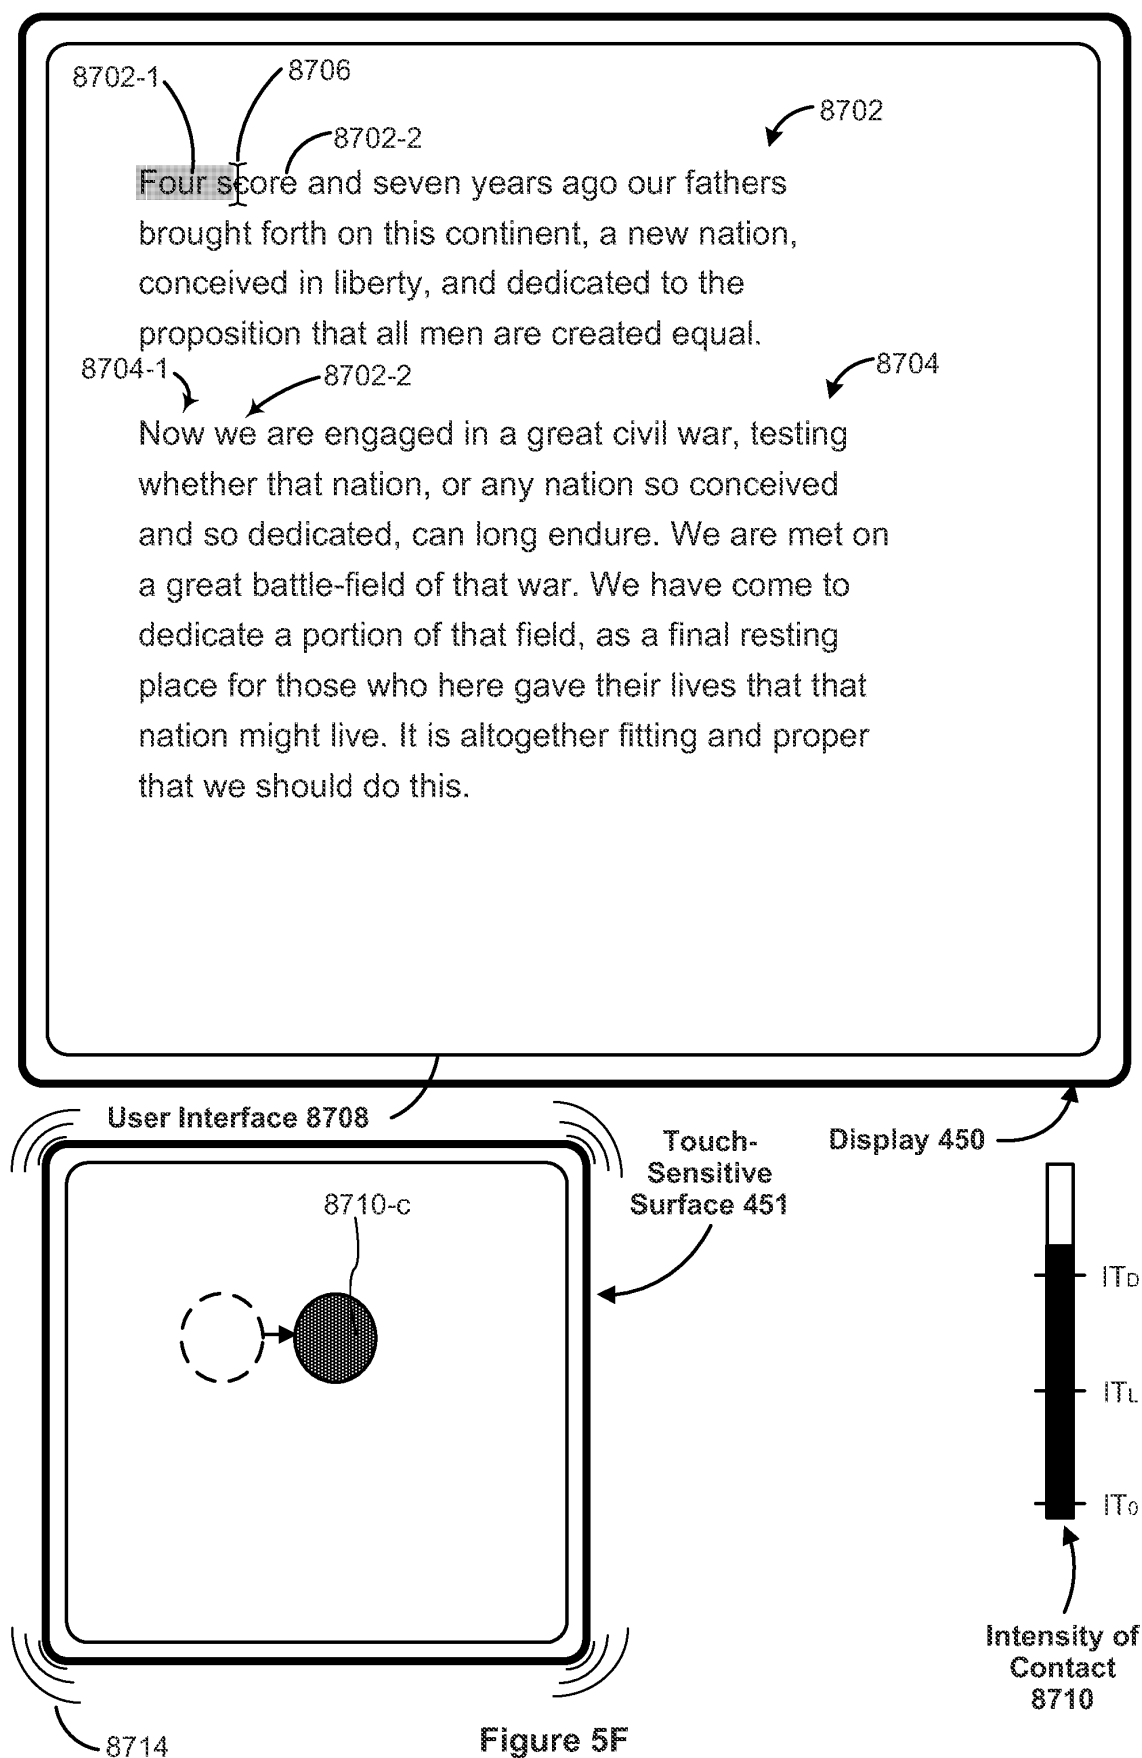 8702-1
8706
8702-2
8702
Four score and seven years ago our fathers
brought forth on this continent, a new nation,
conceived in liberty, and dedicated to the
proposition that all men are created equal.
8704-1
8702-2
8704
Now we are engaged in a great civil war, testing
whether that nation, or any nation so conceived
and so dedicated, can long endure. We are met on
a great battle-field of that war. We have come to
dedicate a portion of that field, as a final resting
place for those who here gave their lives that that
nation might live. It is altogether fitting and proper
that we should do this.
User Interface 8708
Display 450
Touch-
Sensitive
Surface 451
8710-c
ITD
ITL
IT0
Intensity of
Contact
8710
8714
Figure 5F